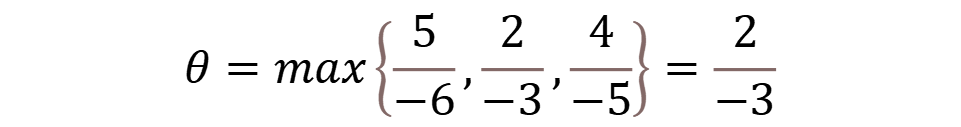 θ = max{5/−6, 2/−3, 4/−5} = 2/−3